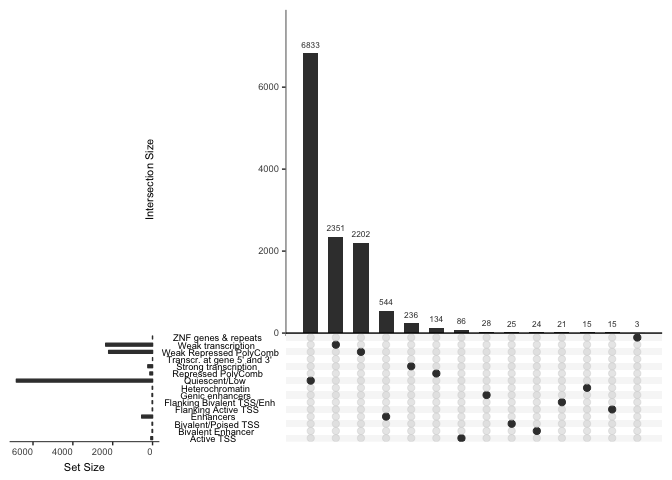 6833
6000
Intersection Size
4000
2351
2202
2000
544
236
134
86
28
25
24
21
15
15
3
0
ZNF genes & repeats
Weak transcription
Weak Repressed PolyComb
Transcr. at gene 5' and 3'
Strong transcription
Repressed PolyComb
Quiescent/Low
Heterochromatin
Genic enhancers
Flanking Bivalent TSS/Enh
Flanking Active TSS
Enhancers
Bivalent/Poised TSS
Bivalent Enhancer
Active TSS
6000 4000 2000 0
Set Size